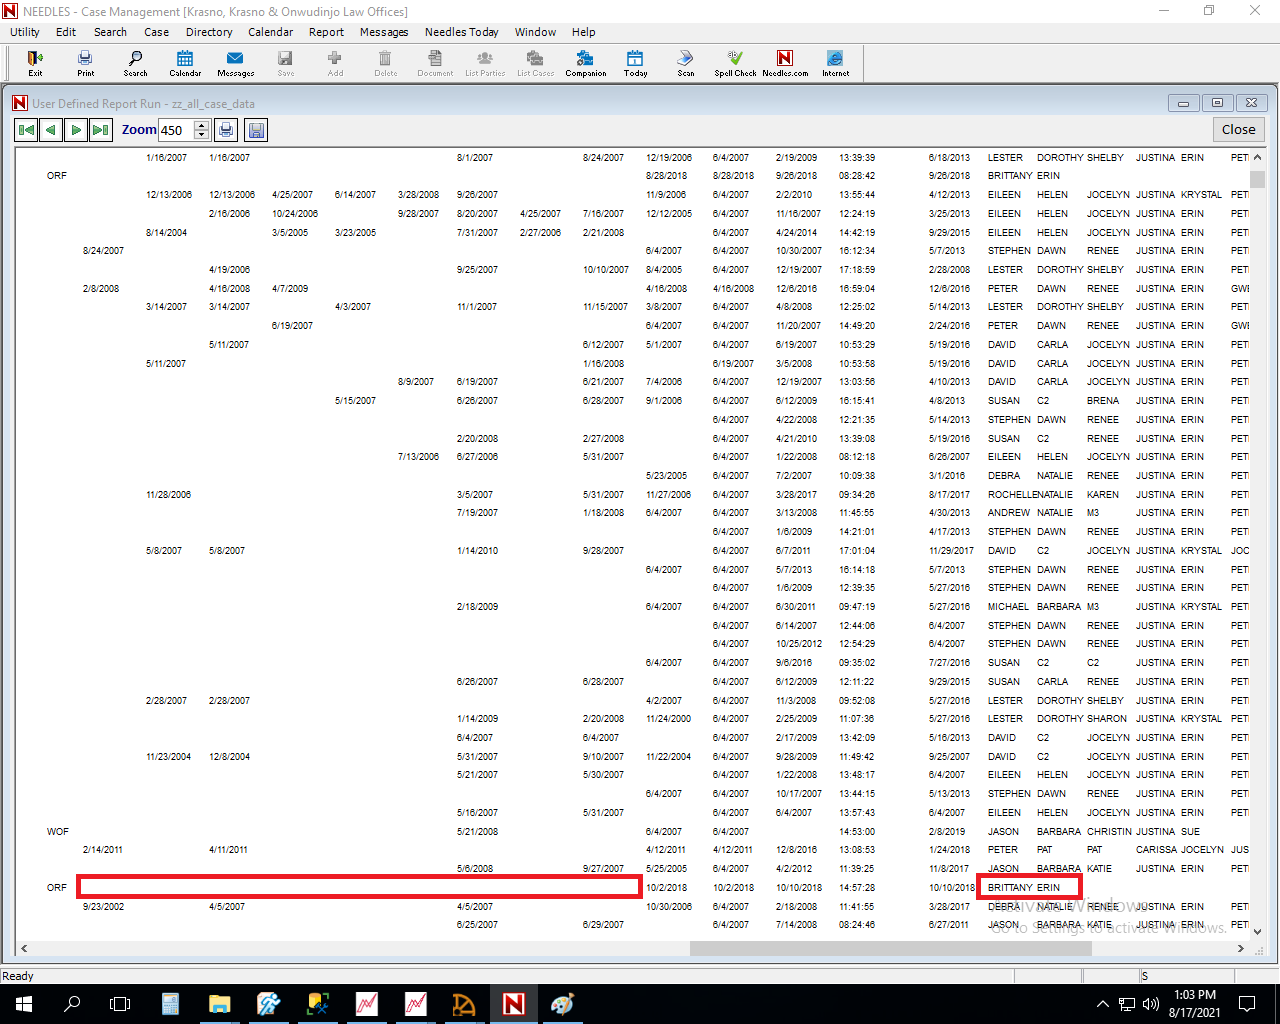 NEEDLES - Case Management [Krasno, Krasno & Onwudinjo Law Offices]
Utility Edit Search Case Directory Calendar Report Messages Needles Today Window Help
Exit Print Search Calendar Messages Save Add Delete Document List Parties List Cases Companion Today Scan Spell Check Needles.com Internet
User Defined Report Run - zz_all_case_data
Zoom 450 Close
1/16/2007 1/16/2007 8/1/2007 8/24/2007 12/19/2006 6/4/2007 2/19/2009 13:39:39 6/18/2013 LESTER DOROTHY SHELBY JUSTINA ERIN PETI
ORF 8/28/2018 8/28/2018 9/26/2018 08:28:42 9/26/2018 BRITTANY ERIN
12/13/2006 12/13/2006 4/25/2007 6/14/2007 3/28/2008 9/26/2007 11/9/2006 6/4/2007 2/2/2010 13:55:44 4/12/2013 EILEEN HELEN JOCELYN JUSTINA KRYSTAL PETI
2/16/2006 10/24/2006 9/28/2007 8/20/2007 4/25/2007 7/16/2007 12/12/2005 6/4/2007 11/16/2007 12:24:19 3/25/2013 EILEEN HELEN JOCELYN JUSTINA ERIN PETI
8/14/2004 3/5/2005 3/23/2005 7/31/2007 2/27/2006 2/21/2008 6/4/2007 4/24/2014 14:42:19 9/29/2015 EILEEN HELEN JOCELYN JUSTINA ERIN PETI
8/24/2007 6/4/2007 6/4/2007 10/30/2007 16:12:34 5/7/2013 STEPHEN DAWN RENEE JUSTINA ERIN PETI
4/19/2006 9/25/2007 10/10/2007 8/4/2005 6/4/2007 12/19/2007 17:18:59 2/28/2008 LESTER DOROTHY SHELBY JUSTINA ERIN PETI
2/8/2008 4/16/2008 4/7/2009 4/16/2008 4/16/2008 12/6/2016 16:59:04 12/6/2016 PETER DAWN RENEE JUSTINA ERIN GWE
3/14/2007 3/14/2007 4/3/2007 11/1/2007 11/15/2007 3/8/2007 6/4/2007 4/8/2008 12:25:02 5/14/2013 LESTER DOROTHY SHELBY JUSTINA ERIN PETI
6/19/2007 6/4/2007 6/4/2007 11/20/2007 14:49:20 2/24/2016 PETER DAWN RENEE JUSTINA ERIN GWE
5/11/2007 6/12/2007 5/1/2007 6/4/2007 6/19/2007 10:53:29 5/19/2016 DAVID CARLA JOCELYN JUSTINA ERIN PETI
5/11/2007 1/16/2008 6/19/2007 3/5/2008 10:53:58 5/19/2016 DAVID CARLA JOCELYN JUSTINA ERIN PETI
8/9/2007 6/19/2007 6/21/2007 7/4/2006 6/4/2007 12/19/2007 13:03:56 4/10/2013 DAVID CARLA JOCELYN JUSTINA ERIN PETI
5/15/2007 6/26/2007 6/28/2007 9/1/2006 6/4/2007 6/12/2009 16:15:41 4/8/2013 SUSAN C2 BRENA JUSTINA ERIN PETI
6/4/2007 4/22/2008 12:21:35 5/14/2013 STEPHEN DAWN RENEE JUSTINA ERIN PETI
2/20/2008 2/27/2008 6/4/2007 4/21/2010 13:39:08 5/19/2016 SUSAN C2 RENEE JUSTINA ERIN PETI
7/13/2006 6/27/2006 5/31/2007 6/4/2007 1/22/2008 08:12:18 6/26/2007 EILEEN HELEN JOCELYN JUSTINA ERIN PETI
5/23/2005 6/4/2007 7/2/2007 10:09:38 3/1/2016 DEBRA NATALIE RENEE JUSTINA ERIN PETI
11/28/2006 3/5/2007 5/31/2007 11/27/2006 6/4/2007 3/28/2017 09:34:26 8/17/2017 ROCHELLE NATALIE KAREN JUSTINA ERIN PETI
7/19/2007 1/18/2008 6/4/2007 6/4/2007 3/13/2008 11:45:55 4/30/2013 ANDREW NATALIE M3 JUSTINA ERIN PETI
6/4/2007 1/6/2009 14:21:01 4/17/2013 STEPHEN DAWN RENEE JUSTINA ERIN PETI
5/8/2007 5/8/2007 1/14/2010 9/28/2007 6/4/2007 6/7/2011 17:01:04 11/29/2017 DAVID C2 JOCELYN JUSTINA KRYSTAL JOC
6/4/2007 6/4/2007 5/7/2013 16:14:18 5/7/2013 STEPHEN DAWN RENEE JUSTINA ERIN PETI
6/4/2007 1/6/2009 12:39:35 5/27/2016 STEPHEN DAWN RENEE JUSTINA ERIN PETI
2/18/2009 6/4/2007 6/4/2007 6/30/2011 09:47:19 5/27/2016 MICHAEL BARBARA M3 JUSTINA KRYSTAL PETI
6/4/2007 6/14/2007 12:44:06 6/4/2007 STEPHEN DAWN RENEE JUSTINA ERIN PETI
6/4/2007 10/25/2012 12:54:29 6/4/2007 STEPHEN DAWN RENEE JUSTINA ERIN PETI
6/4/2007 6/4/2007 9/6/2016 09:35:02 7/27/2016 SUSAN C2 C2 JUSTINA ERIN PETI
6/26/2007 6/28/2007 6/4/2007 6/12/2009 12:11:22 9/29/2015 SUSAN CARLA RENEE JUSTINA ERIN PETI
2/28/2007 2/28/2007 4/2/2007 6/4/2007 11/3/2008 09:52:08 5/27/2016 LESTER DOROTHY SHELBY JUSTINA ERIN PETI
1/14/2009 2/20/2008 11/24/2000 6/4/2007 2/25/2009 11:07:36 5/27/2016 LESTER DOROTHY SHARON JUSTINA KRYSTAL PETI
6/4/2007 6/4/2007 6/4/2007 2/17/2009 13:42:09 5/16/2013 DAVID C2 JOCELYN JUSTINA ERIN PETI
11/23/2004 12/8/2004 5/31/2007 9/10/2007 11/22/2004 6/4/2007 9/28/2009 11:49:42 9/25/2007 DAVID C2 JOCELYN JUSTINA ERIN PETI
5/21/2007 5/30/2007 6/4/2007 1/22/2008 13:48:17 6/4/2007 EILEEN HELEN JOCELYN JUSTINA ERIN PETI
6/4/2007 6/4/2007 10/17/2007 13:44:15 5/13/2013 STEPHEN DAWN RENEE JUSTINA ERIN PETI
5/16/2007 5/31/2007 6/4/2007 6/4/2007 13:57:43 6/4/2007 EILEEN HELEN JOCELYN JUSTINA ERIN PETI
WOF 5/21/2008 6/4/2007 6/4/2007 14:53:00 2/8/2019 JASON BARBARA CHRISTIN JUSTINA SUE
2/14/2011 4/11/2011 4/12/2011 4/12/2011 12/8/2016 13:08:53 1/24/2018 PETER PAT PAT CARISSA JOCELYN JUS
5/6/2008 9/27/2007 5/25/2005 6/4/2007 4/2/2012 11:39:25 11/8/2017 JASON BARBARA KATIE JUSTINA ERIN PETI
ORF 10/2/2018 10/2/2018 10/10/2018 14:57:28 10/10/2018 BRITTANY ERIN
9/23/2002 4/5/2007 4/5/2007 10/30/2006 6/4/2007 2/18/2008 11:41:55 3/28/2017 DEBRA NATALIE RENEE JUSTINA ERIN PETI
6/25/2007 6/29/2007 6/4/2007 7/14/2008 08:24:46 6/27/2011 JASON BARBARA KATIE JUSTINA ERIN PETI
Activate Windows
Go to Settings to activate Windows.
Ready S
1:03 PM
8/17/2021